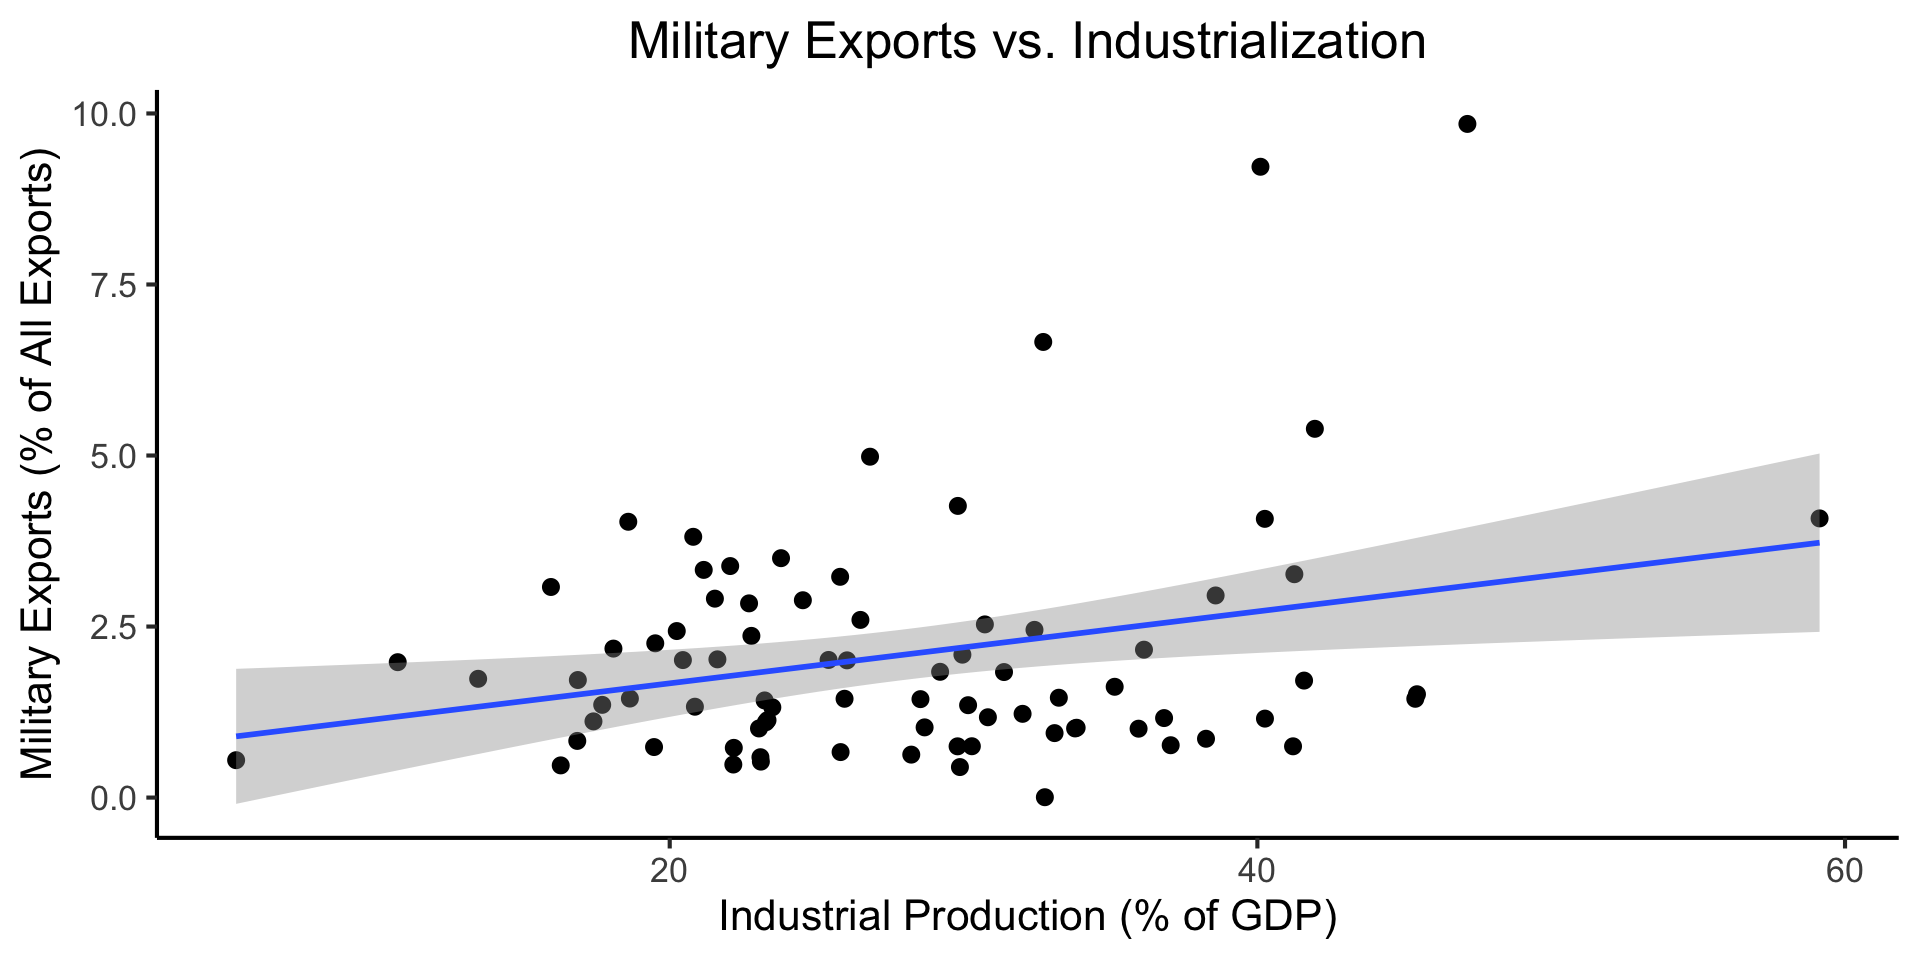 Military Exports vs. Industrialization
Military Exports (% of All Exports)
10.0
7.5
5.0
2.5
0.0
20
40
60
Industrial Production (% of GDP)